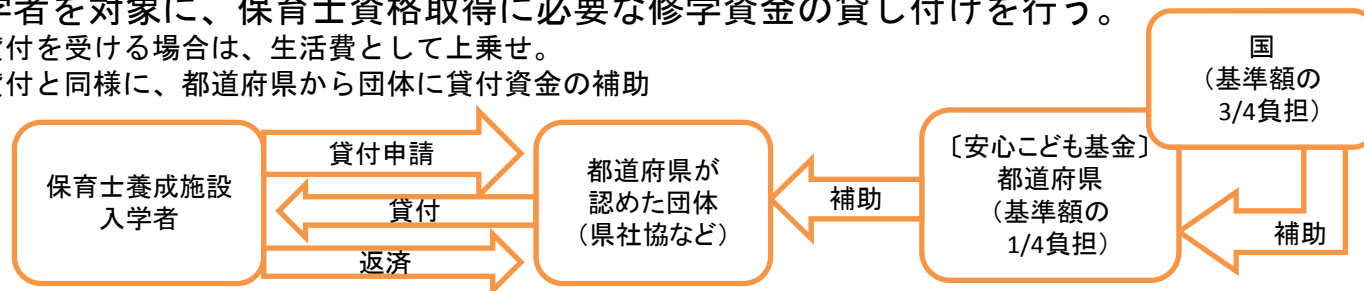 学者を対象に、保育士資格取得に必要な修学資金の貸し付けを行う。
貸付を受ける場合は、生活費として上乗せ。
貸付と同様に、都道府県から団体に貸付資金の補助
国
（基準額の
3/4負担）
保育士養成施設
入学者
貸付申請
貸付
返済
都道府県が
認めた団体
（県社協など）
補助
〔安心こども基金〕
都道府県
（基準額の
1/4負担）
補助